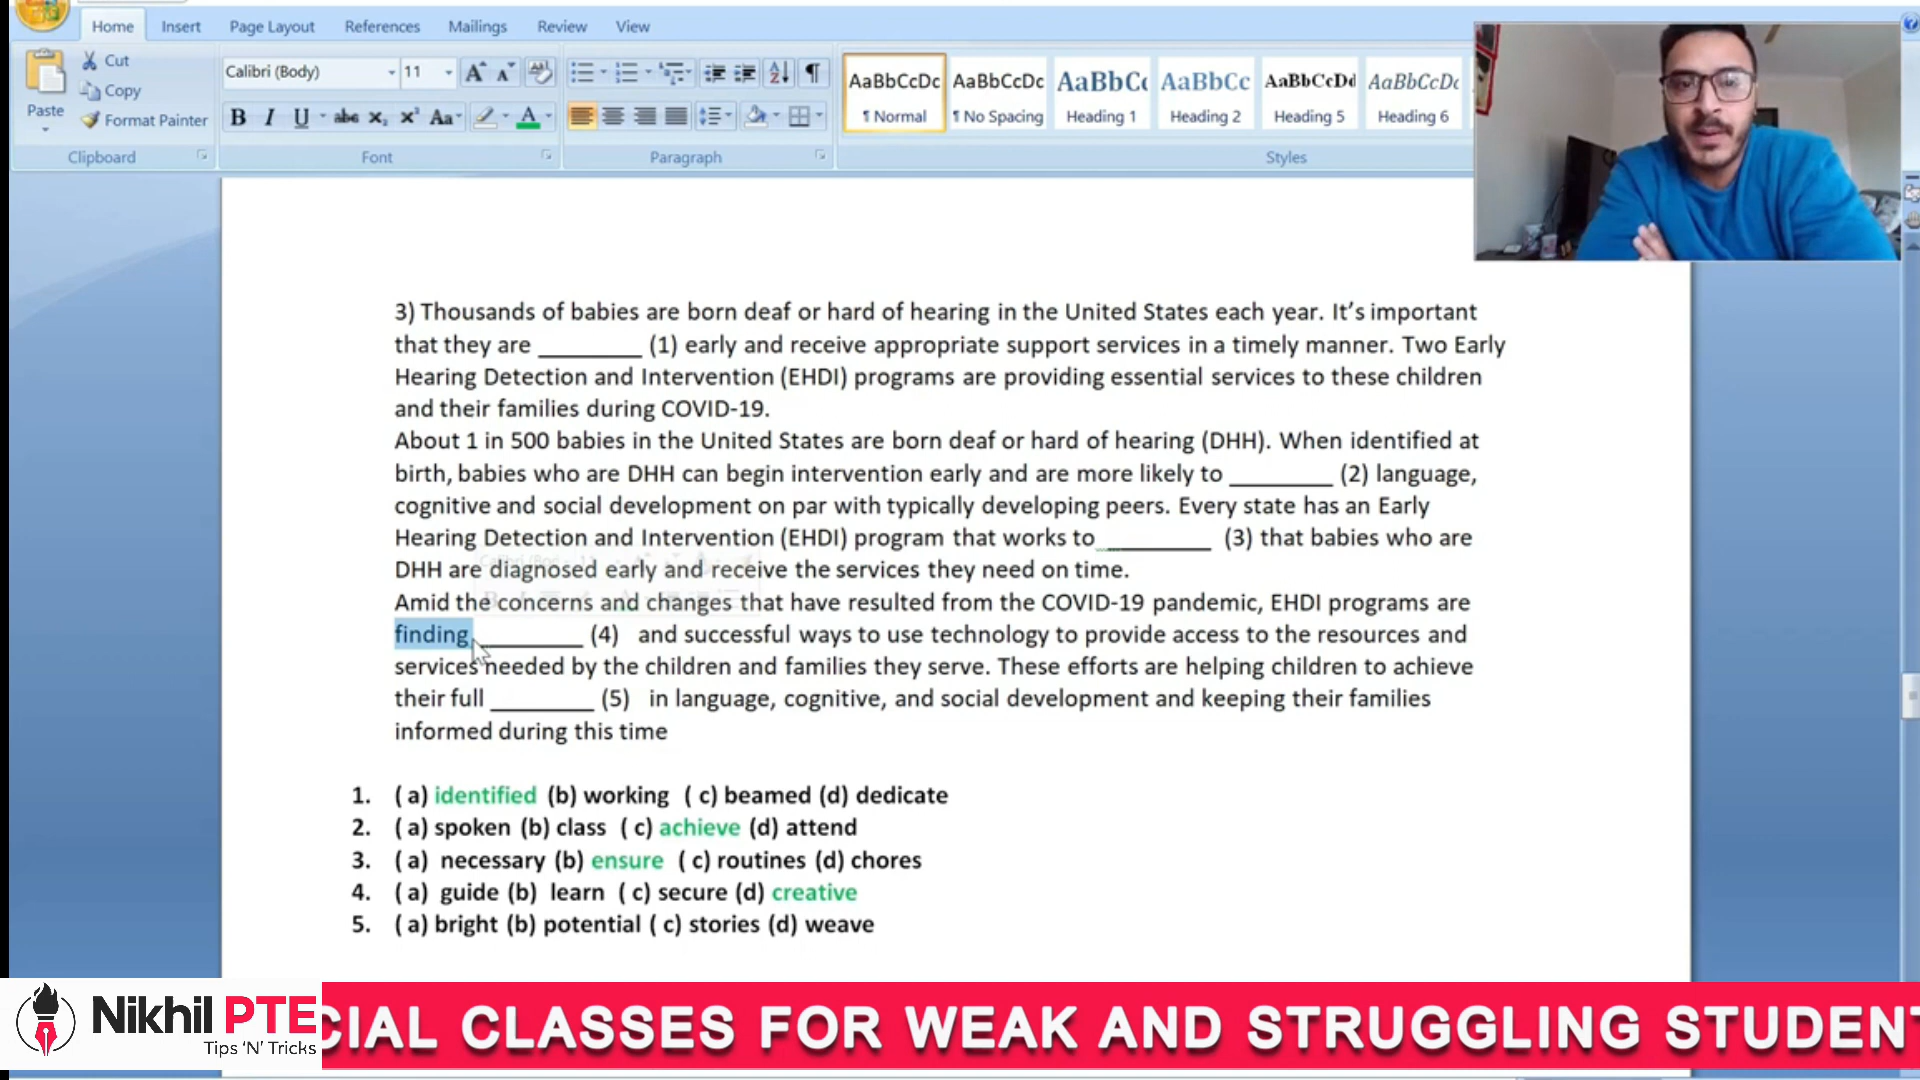 Home Insert Page Layout References Mailings Review View
Cut
Copy
Format Painter
Paste
Clipboard
Calibri (Body) 11
Font
Paragraph
AaBbCcDc AaBbCcDc AaBbC AaBbCc AaBbCcDd AaBbCcDc
¶ Normal ¶ No Spacing Heading 1 Heading 2 Heading 5 Heading 6
Styles
3) Thousands of babies are born deaf or hard of hearing in the United States each year. It’s important
that they are _________ (1) early and receive appropriate support services in a timely manner. Two Early
Hearing Detection and Intervention (EHDI) programs are providing essential services to these children
and their families during COVID-19.
About 1 in 500 babies in the United States are born deaf or hard of hearing (DHH). When identified at
birth, babies who are DHH can begin intervention early and are more likely to _________ (2) language,
cognitive and social development on par with typically developing peers. Every state has an Early
Hearing Detection and Intervention (EHDI) program that works to __________ (3) that babies who are
DHH are diagnosed early and receive the services they need on time.
Amid the concerns and changes that have resulted from the COVID-19 pandemic, EHDI programs are
finding _________ (4) and successful ways to use technology to provide access to the resources and
services needed by the children and families they serve. These efforts are helping children to achieve
their full _________ (5) in language, cognitive, and social development and keeping their families
informed during this time
1. ( a) identified (b) working ( c) beamed (d) dedicate
2. ( a) spoken (b) class ( c) achieve (d) attend
3. ( a) necessary (b) ensure ( c) routines (d) chores
4. ( a) guide (b) learn ( c) secure (d) creative
5. ( a) bright (b) potential ( c) stories (d) weave
Nikhil PTE
Tips ‘N’ Tricks
CIAL CLASSES FOR WEAK AND STRUGGLING STUDEN